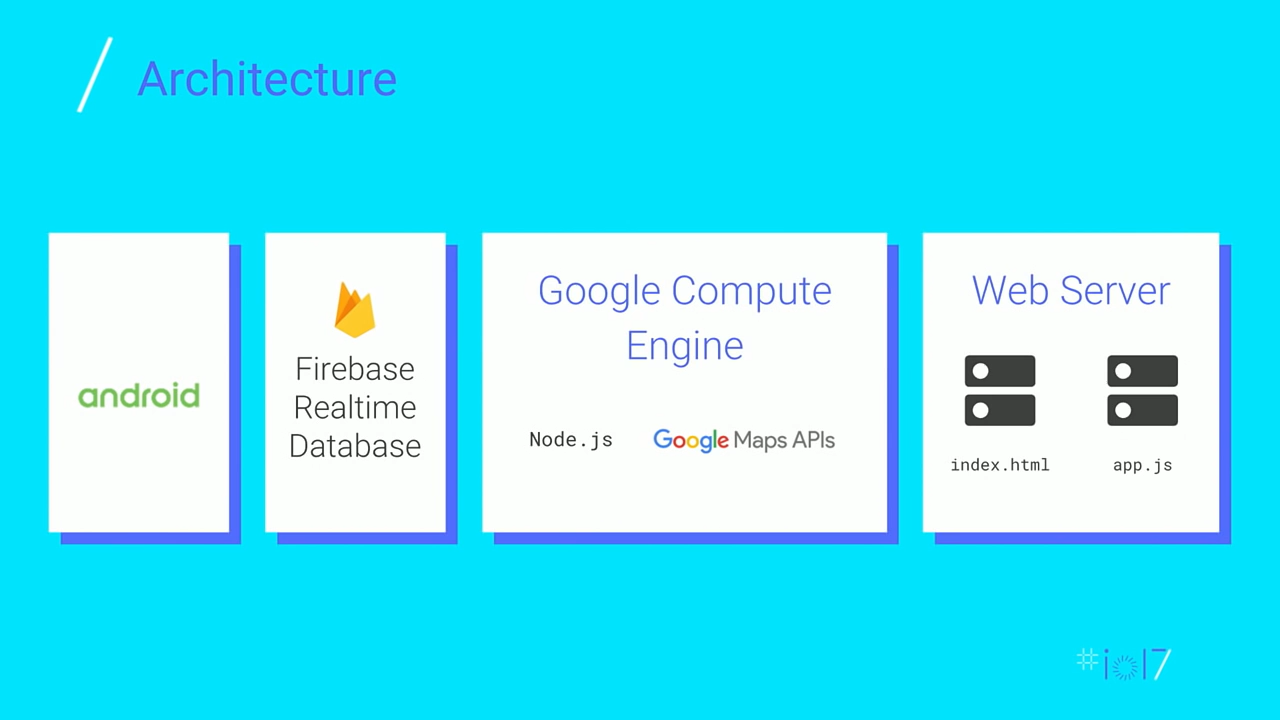 Architecture
android
Firebase
Realtime
Database
Google Compute
Engine
Node.js
Google Maps APIs
Web Server
index.html
app.js
#io17